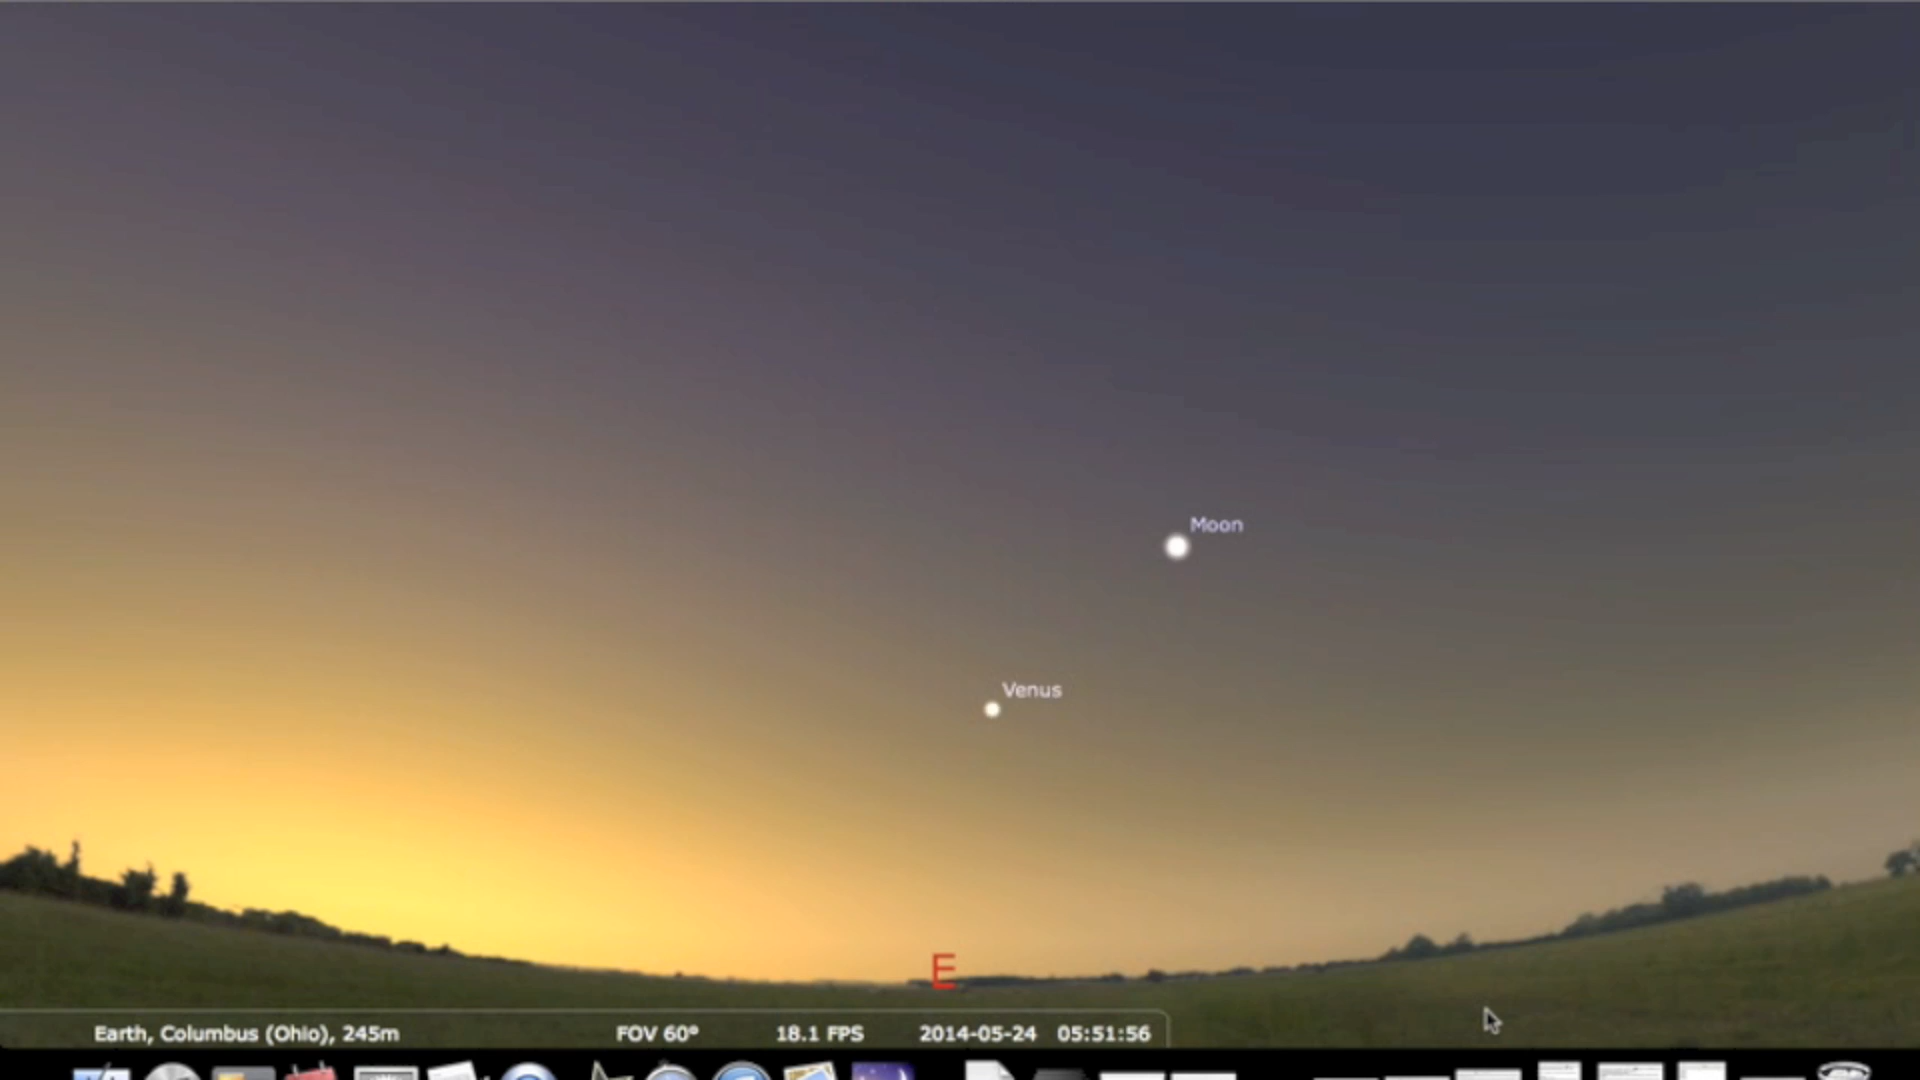 Moon
Venus
E
Earth, Columbus (Ohio), 245m FOV 60° 18.1 FPS 2014-05-24 05:51:56